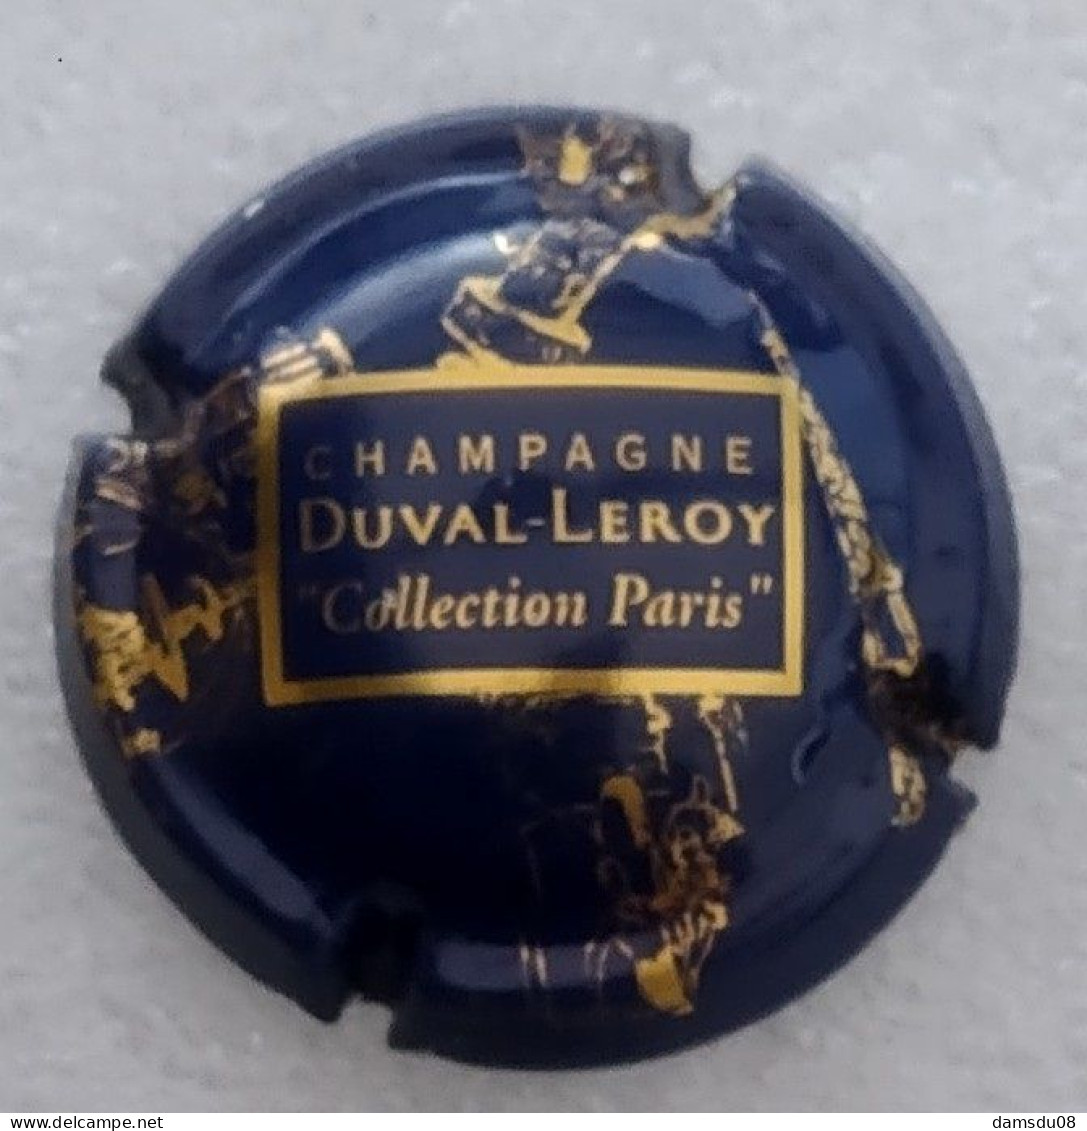 CHAMPAGNE
DUVAL-LEROY
"Collection Paris"
www.delcampe.net
damsdu08